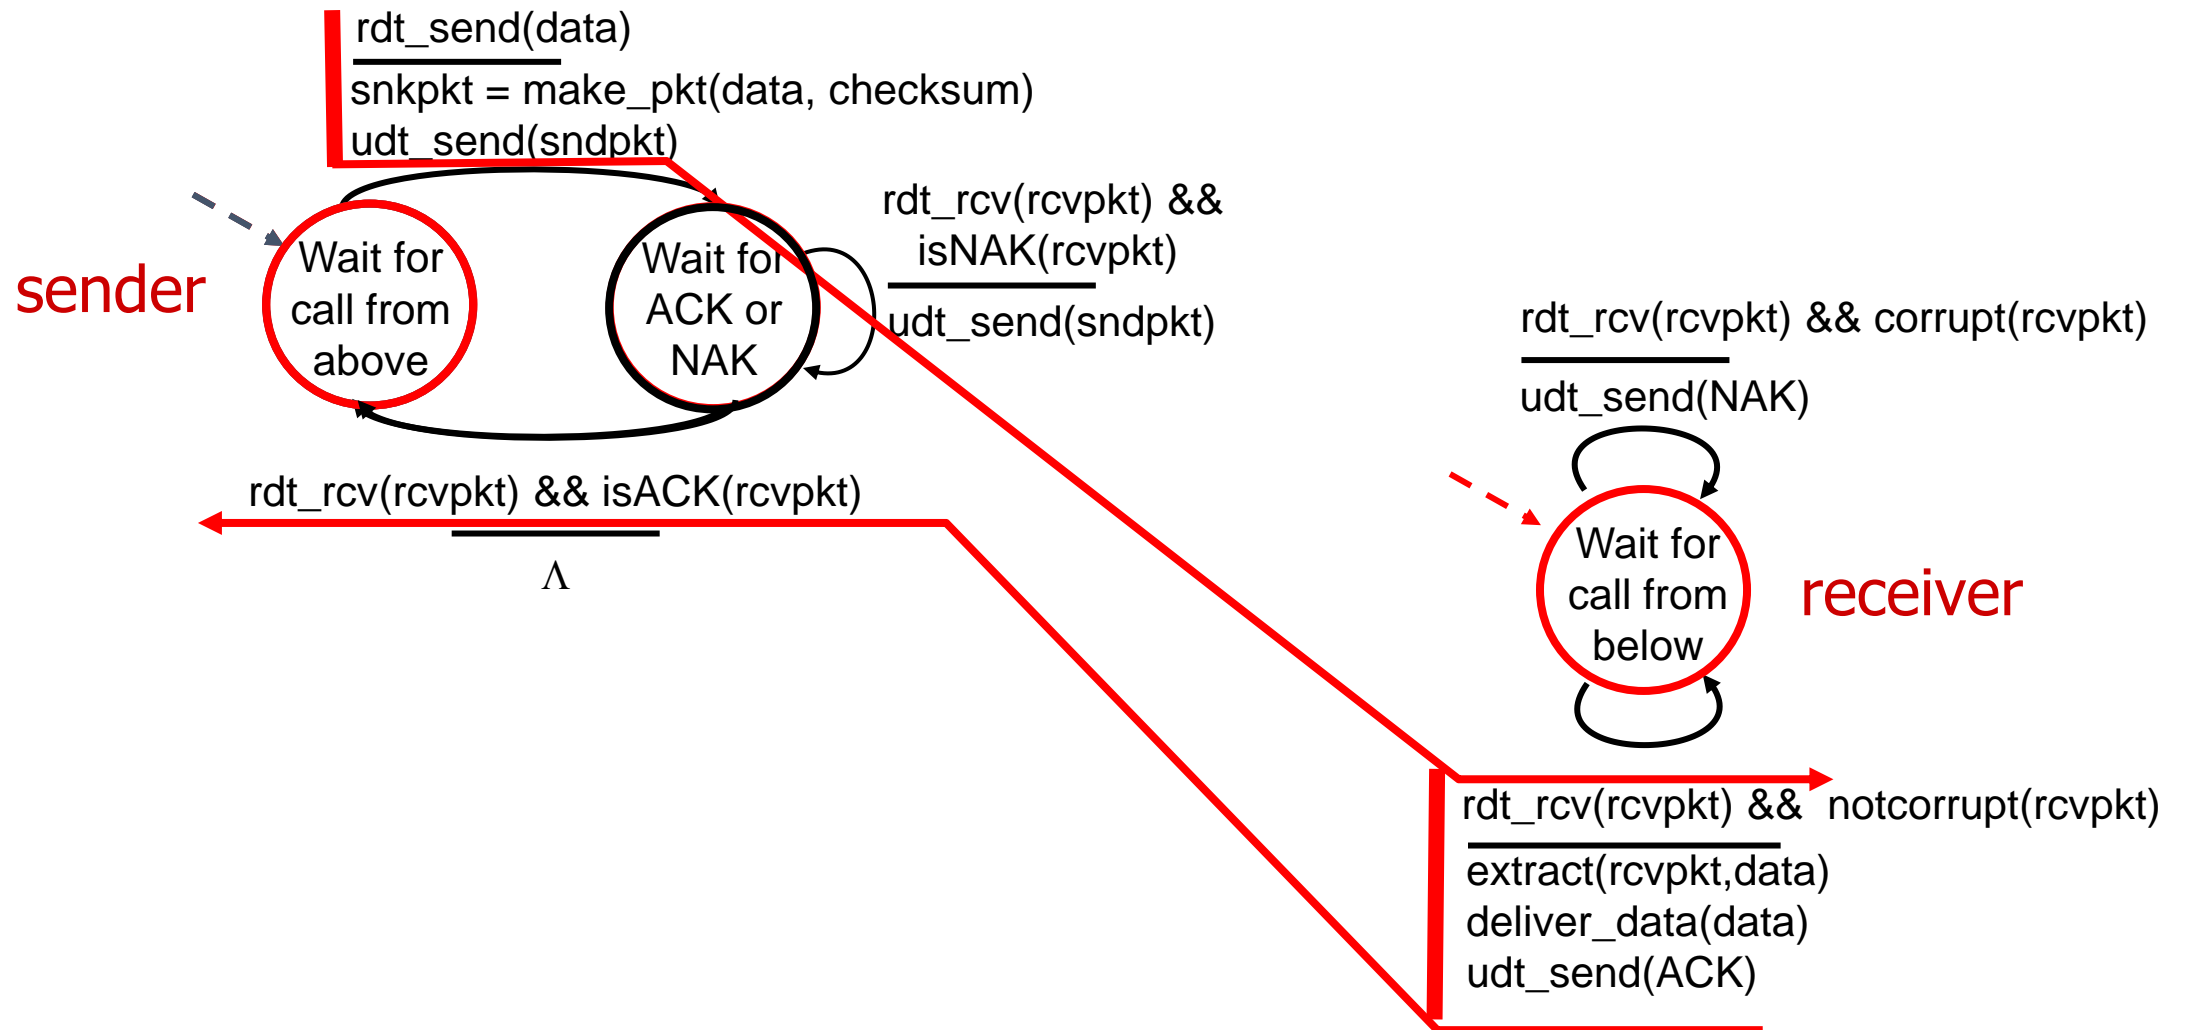 rdt_send(data)
snkpkt = make_pkt(data, checksum)
udt_send(sndpkt)
sender
Wait for
call from
above
Wait for
ACK or
NAK
rdt_rcv(rcvpkt) &&
isNAK(rcvpkt)
udt_send(sndpkt)
rdt_rcv(rcvpkt) && isACK(rcvpkt)
Λ
rdt_rcv(rcvpkt) && corrupt(rcvpkt)
udt_send(NAK)
Wait for
call from
below
receiver
rdt_rcv(rcvpkt) && notcorrupt(rcvpkt)
extract(rcvpkt,data)
deliver_data(data)
udt_send(ACK)